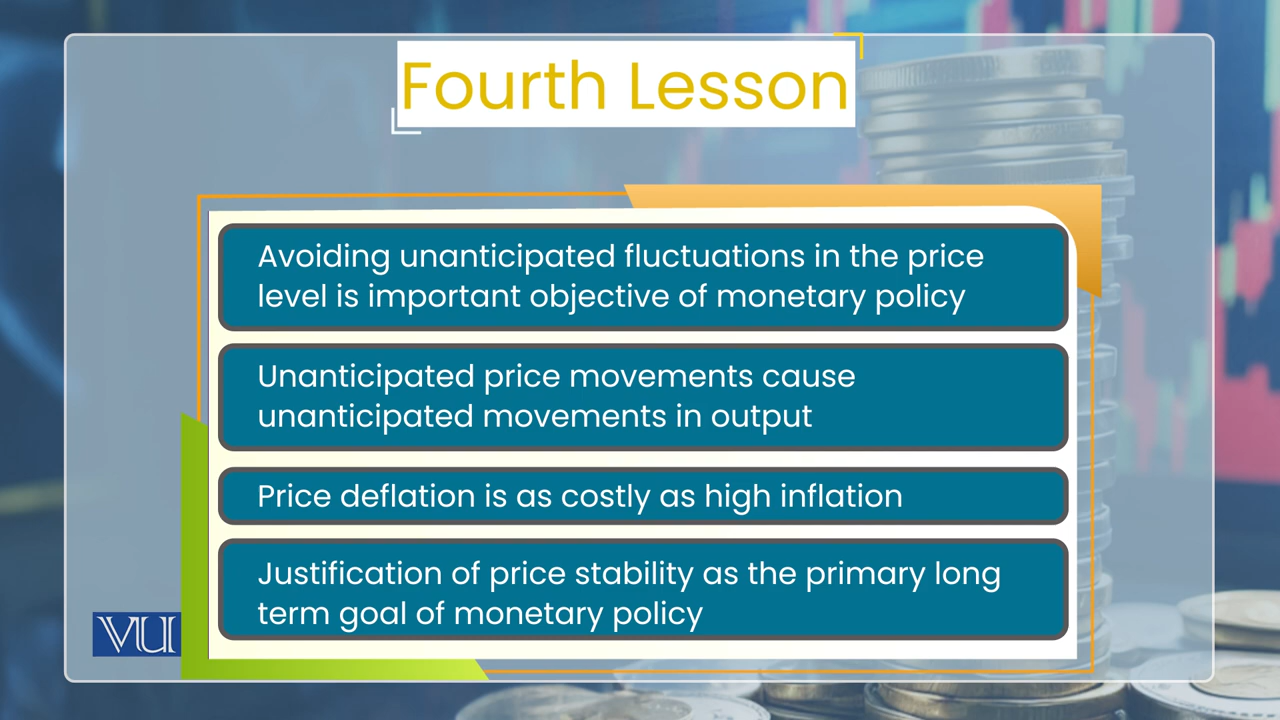 Fourth Lesson
Avoiding unanticipated fluctuations in the price
level is important objective of monetary policy
Unanticipated price movements cause
unanticipated movements in output
Price deflation is as costly as high inflation
Justification of price stability as the primary long
term goal of monetary policy
VU